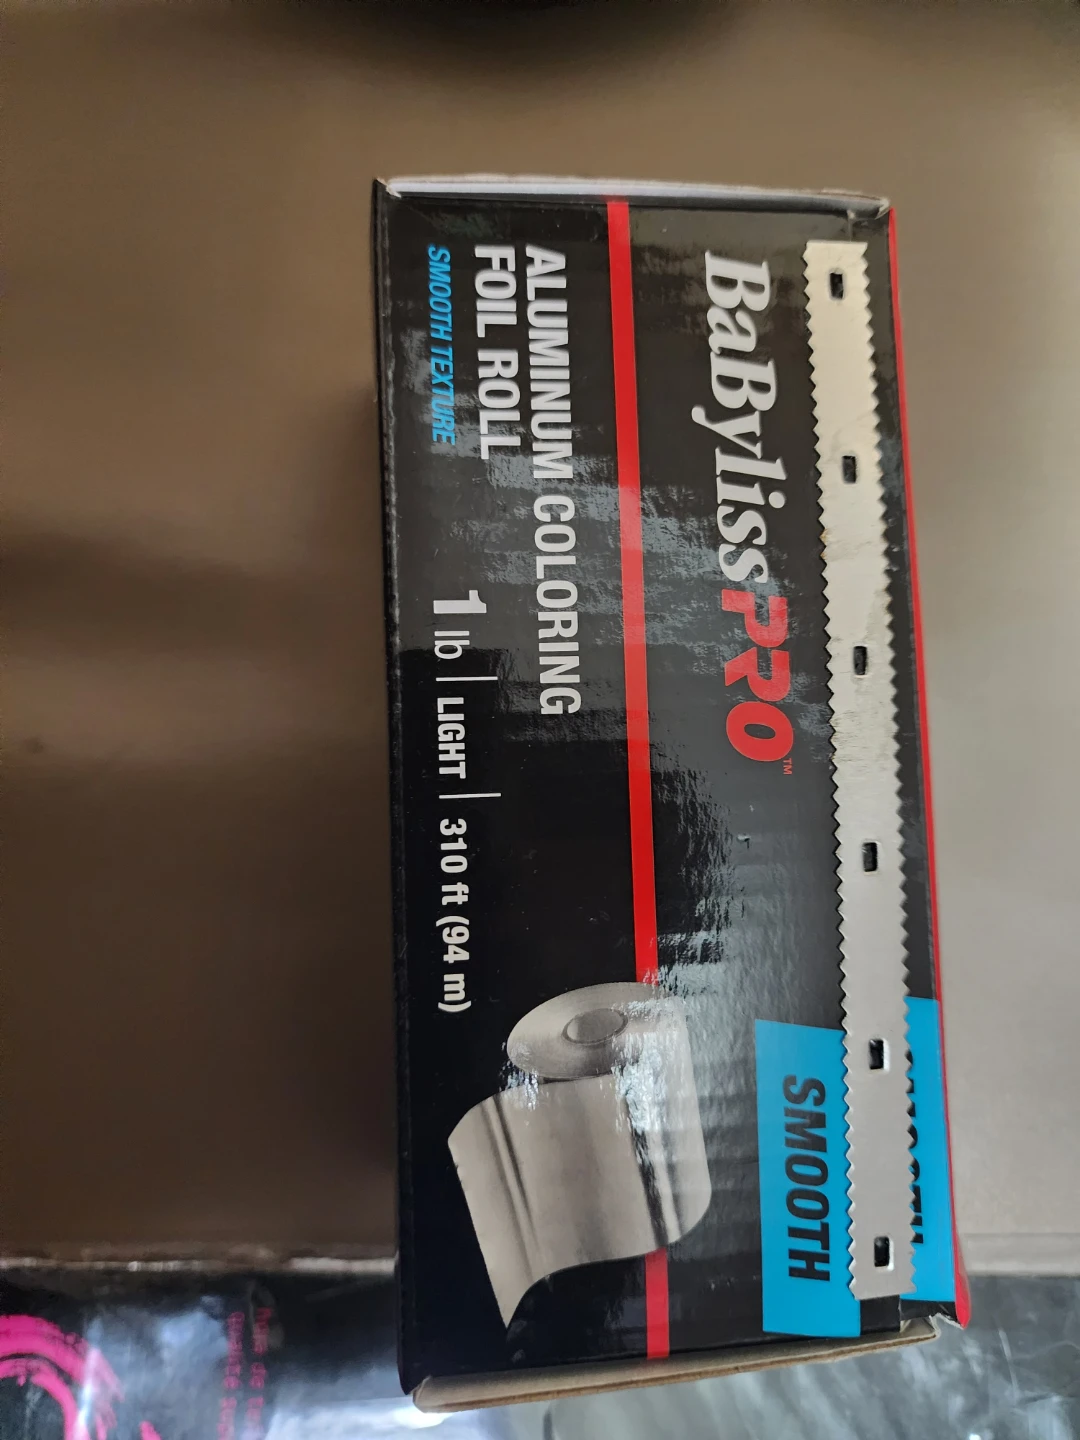 BaBylissPRO™
ALUMINUM COLORING
FOIL ROLL
SMOOTH TEXTURE
1 lb | LIGHT | 310 ft (94 m)
SMOOTH